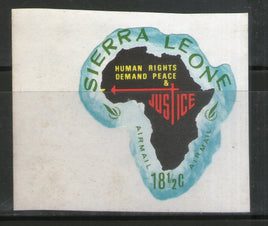 SIERRA LEONE
HUMAN RIGHTS
DEMAND PEACE
&
JUSTICE
AIRMAIL
AIRMAIL
18½c